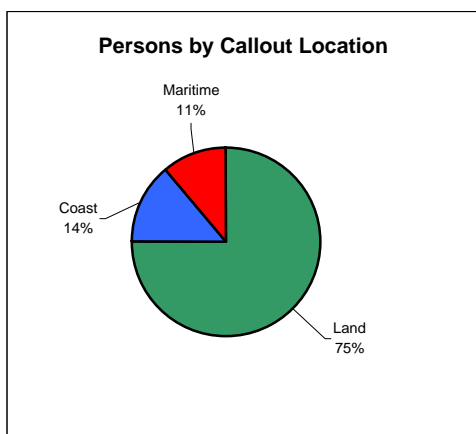 Persons by Callout Location
Maritime
11%
Coast
14%
Land
75%